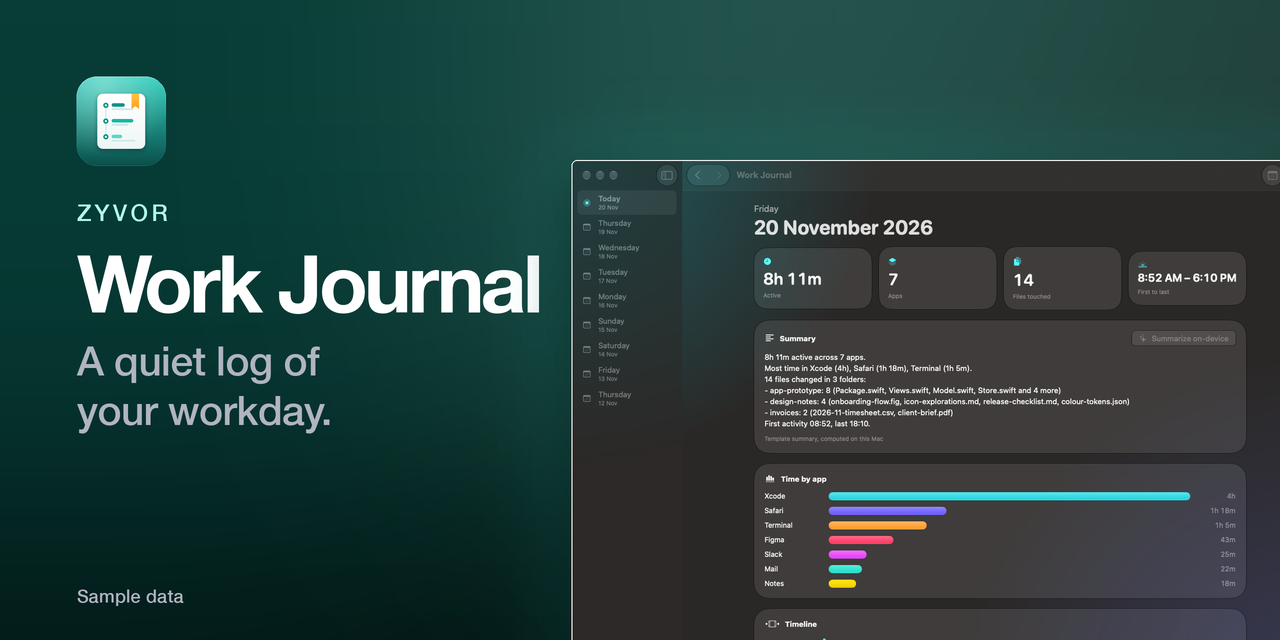 ZYVOR
Work Journal
A quiet log of
your workday.
Sample data
Today
20 Nov
Thursday
19 Nov
Wednesday
18 Nov
Tuesday
17 Nov
Monday
16 Nov
Sunday
15 Nov
Saturday
14 Nov
Friday
13 Nov
Thursday
12 Nov
Work Journal
Friday
20 November 2026
8h 11m
Active
7
Apps
14
Files touched
8:52 AM – 6:10 PM
First to last
Summary
Summarize on-device
8h 11m active across 7 apps.
Most time in Xcode (4h), Safari (1h 18m), Terminal (1h 5m).
14 files changed in 3 folders:
- app-prototype: 8 (Package.swift, Views.swift, Model.swift, Store.swift and 4 more)
- design-notes: 4 (onboarding-flow.fig, icon-explorations.md, release-checklist.md, colour-tokens.json)
- invoices: 2 (2026-11-timesheet.csv, client-brief.pdf)
First activity 08:52, last 18:10.
Template summary, computed on this Mac
Time by app
Xcode 4h
Safari 1h 18m
Terminal 1h 5m
Figma 43m
Slack 25m
Mail 22m
Notes 18m
Timeline